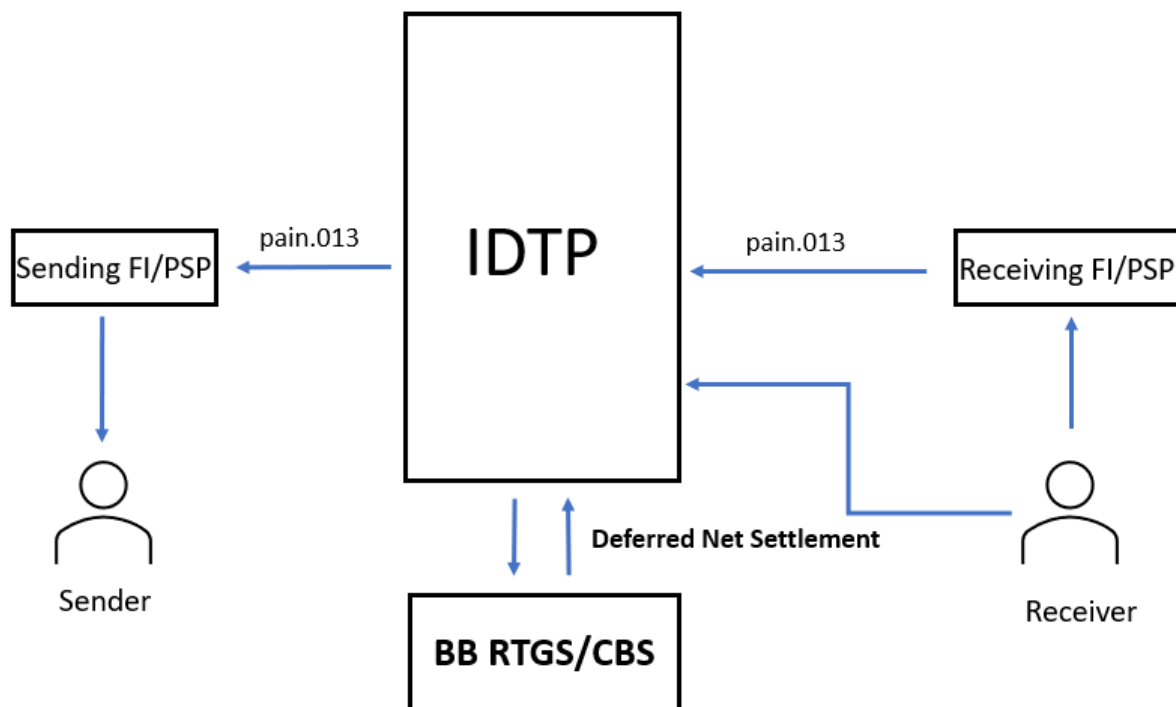 IDTP
pain.013
pain.013
Sending FI/PSP
Receiving FI/PSP
Deferred Net Settlement
Sender
Receiver
BB RTGS/CBS